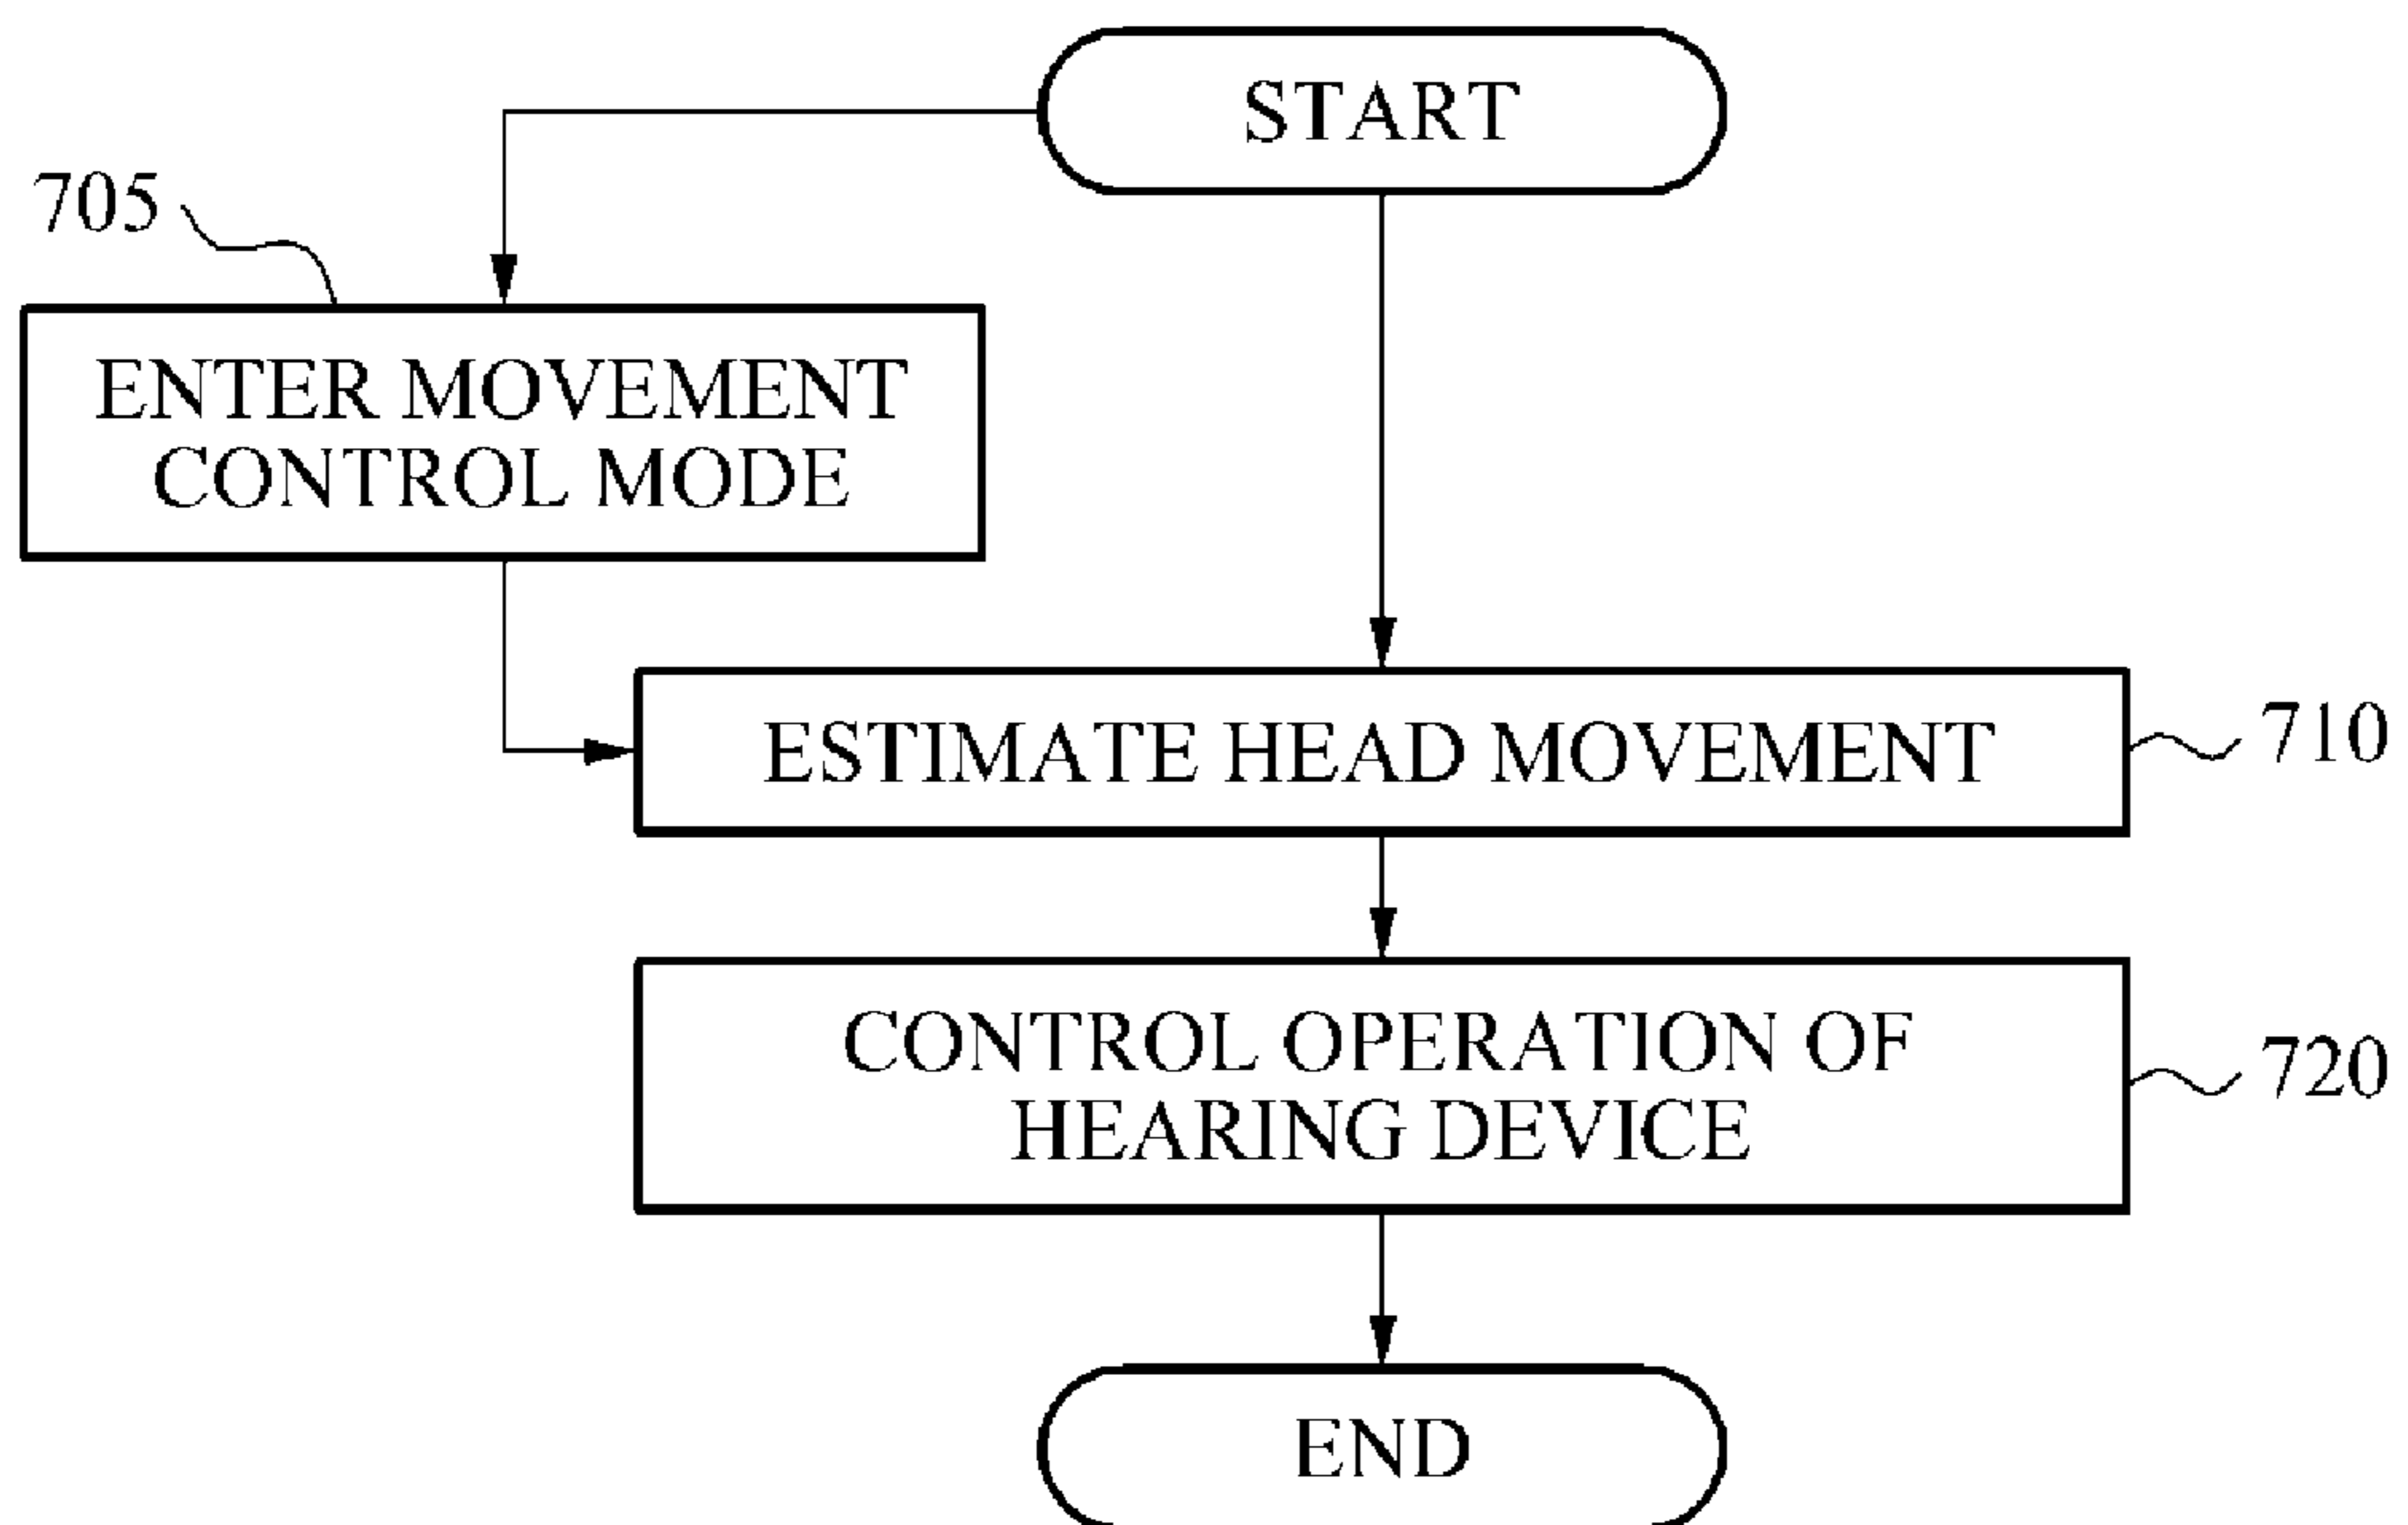 START
705
ENTER MOVEMENT
CONTROL MODE
ESTIMATE HEAD MOVEMENT
710
CONTROL OPERATION OF
HEARING DEVICE
720
END